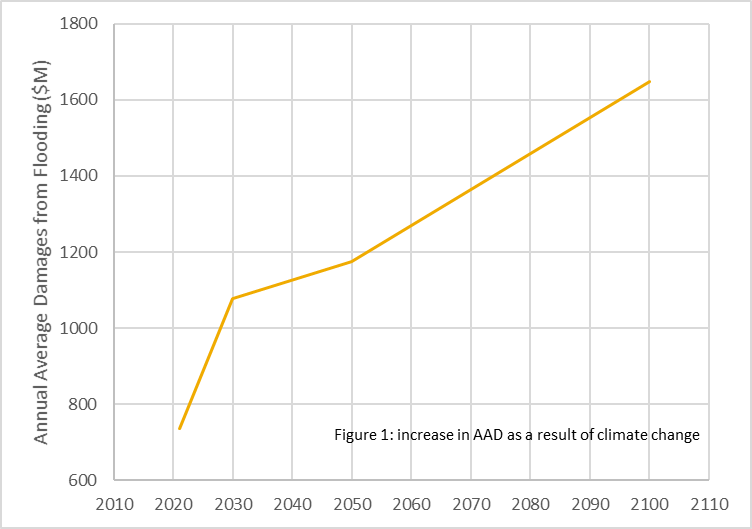 Annual Average Damages from Flooding ($M)
1800
1600
1400
1200
1000
800
600
Figure 1: increase in AAD as a result of climate change
2010 2020 2030 2040 2050 2060 2070 2080 2090 2100 2110